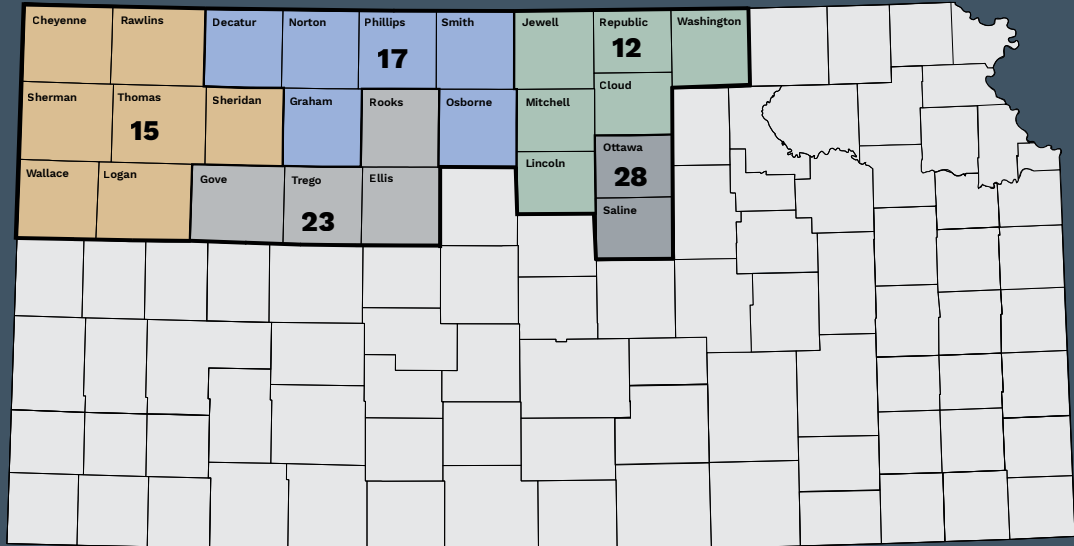 Cheyenne
Rawlins
Decatur
Norton
Phillips
Smith
Jewell
Republic
Washington
17
12
Sherman
Thomas
Sheridan
Graham
Rooks
Osborne
Mitchell
Cloud
15
Wallace
Logan
Gove
Trego
Ellis
Lincoln
Ottawa
28
23
Saline